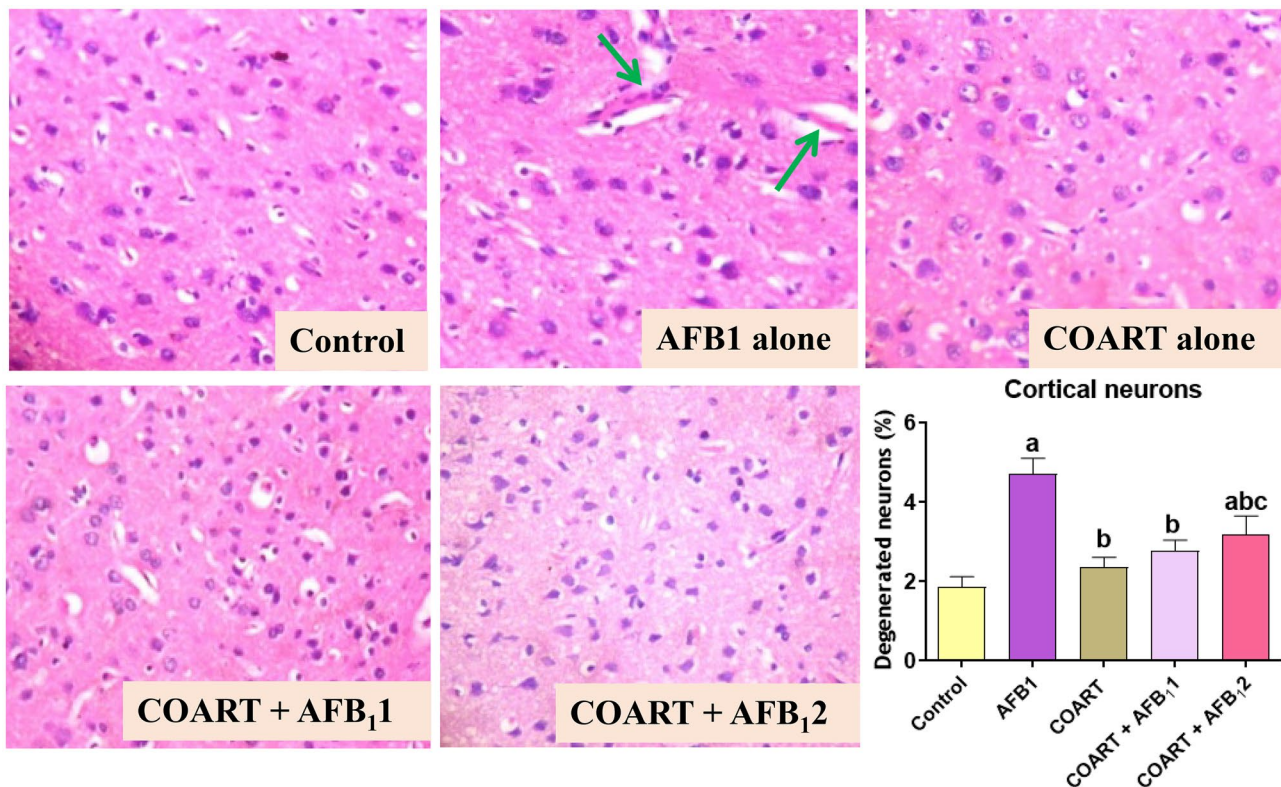 Control
AFB1 alone
COART alone
COART + AFB₁1
COART + AFB₁2
Cortical neurons
Degenerated neurons (%)
6
4
2
0
a
b
b
abc
Control
AFB1
COART
COART + AFB₁1
COART + AFB₁2